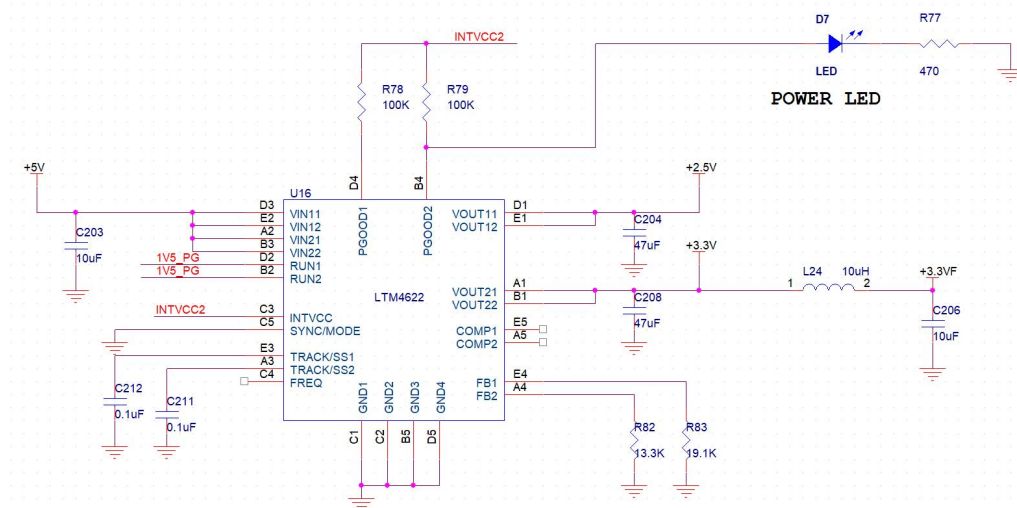 D7
R77
INTVCC2
LED
470
POWER LED
R78
100K
R79
100K
+5V
+2.5V
D4
B4
U16
D3
VIN11
E2
VIN12
A2
VIN21
B3
VIN22
1V5_PG
D2
RUN1
1V5_PG
B2
RUN2
PGOOD1
PGOOD2
VOUT11
D1
VOUT12
E1
C203
10uF
C204
47uF
+3.3V
LTM4622
VOUT21
A1
VOUT22
B1
L24
10uH
1
2
+3.3VF
INTVCC2
C3
INTVCC
C5
SYNC/MODE
C208
47uF
C206
10uF
COMP1
E5
COMP2
A5
E3
TRACK/SS1
A3
TRACK/SS2
C4
FREQ
C212
0.1uF
C211
0.1uF
GND1
GND2
GND3
GND4
FB1
E4
FB2
A4
C1
C2
B5
D5
R82
13.3K
R83
19.1K